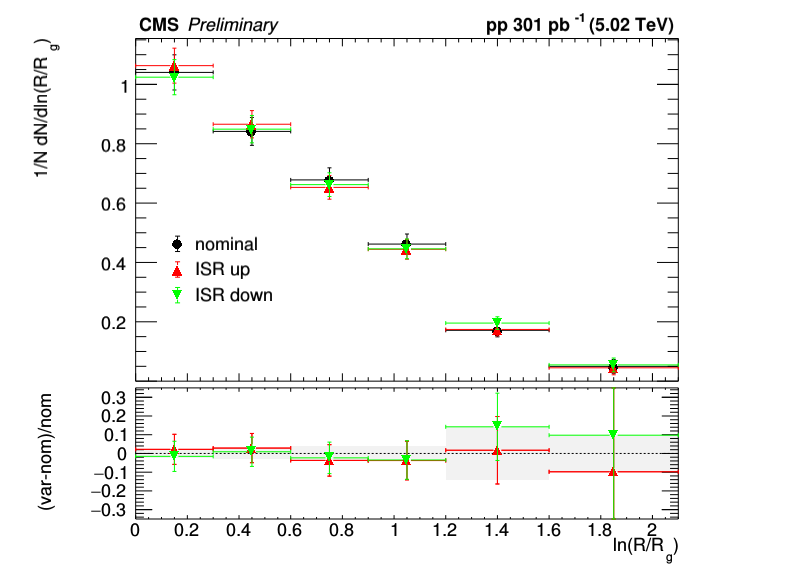 CMS Preliminary
pp 301 pb⁻¹ (5.02 TeV)
1/N dN/dln(R/R_g)
1
0.8
0.6
0.4
0.2
nominal
ISR up
ISR down
(var-nom)/nom
0.3
0.2
0.1
0
−0.1
−0.2
−0.3
0 0.2 0.4 0.6 0.8 1 1.2 1.4 1.6 1.8 2
ln(R/R_g)